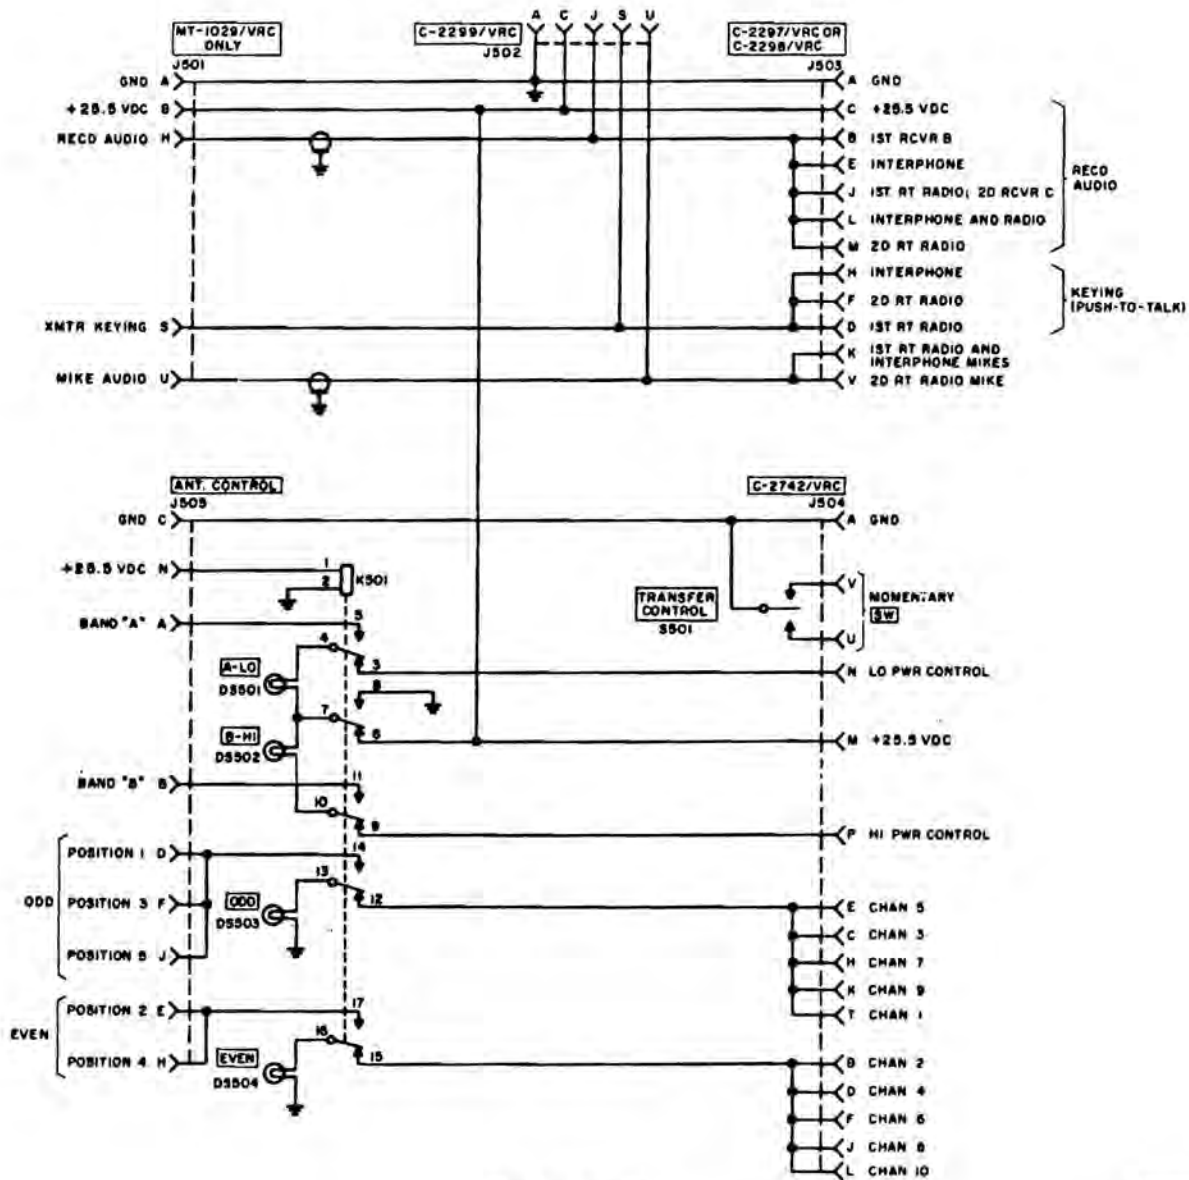 A C J S U
MT-1029/VRC
ONLY
J501
C-2299/VRC
J502
C-2297/VRC OR
C-2298/VRC
J503
GND A
A GND
+25.5 VDC B
C +25.5 VDC
RECD AUDIO H
B 1ST RCVR B
E INTERPHONE
J 1ST RT RADIO; 2D RCVR C
L INTERPHONE AND RADIO
M 2D RT RADIO
RECD
AUDIO
H INTERPHONE
F 2D RT RADIO
XMTR KEYING S
D 1ST RT RADIO
KEYING
(PUSH-TO-TALK)
K 1ST RT RADIO AND
INTERPHONE MIKES
MIKE AUDIO U
V 2D RT RADIO MIKE
ANT. CONTROL
J505
C-2742/VRC
J504
GND C
A GND
+25.5 VDC N
1
2
K501
TRANSFER
CONTROL
S501
V
U
MOMENTARY
SW
BAND "A" A
5
4
3
A-LO
DS501
N LO PWR CONTROL
8
7
6
B-HI
DS502
M +25.5 VDC
BAND "B" B
11
10
9
P HI PWR CONTROL
ODD
POSITION 1 D
POSITION 3 F
POSITION 5 J
14
13
12
ODD
DS503
E CHAN 5
C CHAN 3
H CHAN 7
K CHAN 9
T CHAN 1
EVEN
POSITION 2 E
POSITION 4 H
17
16
15
EVEN
DS504
B CHAN 2
D CHAN 4
F CHAN 6
J CHAN 8
L CHAN 10